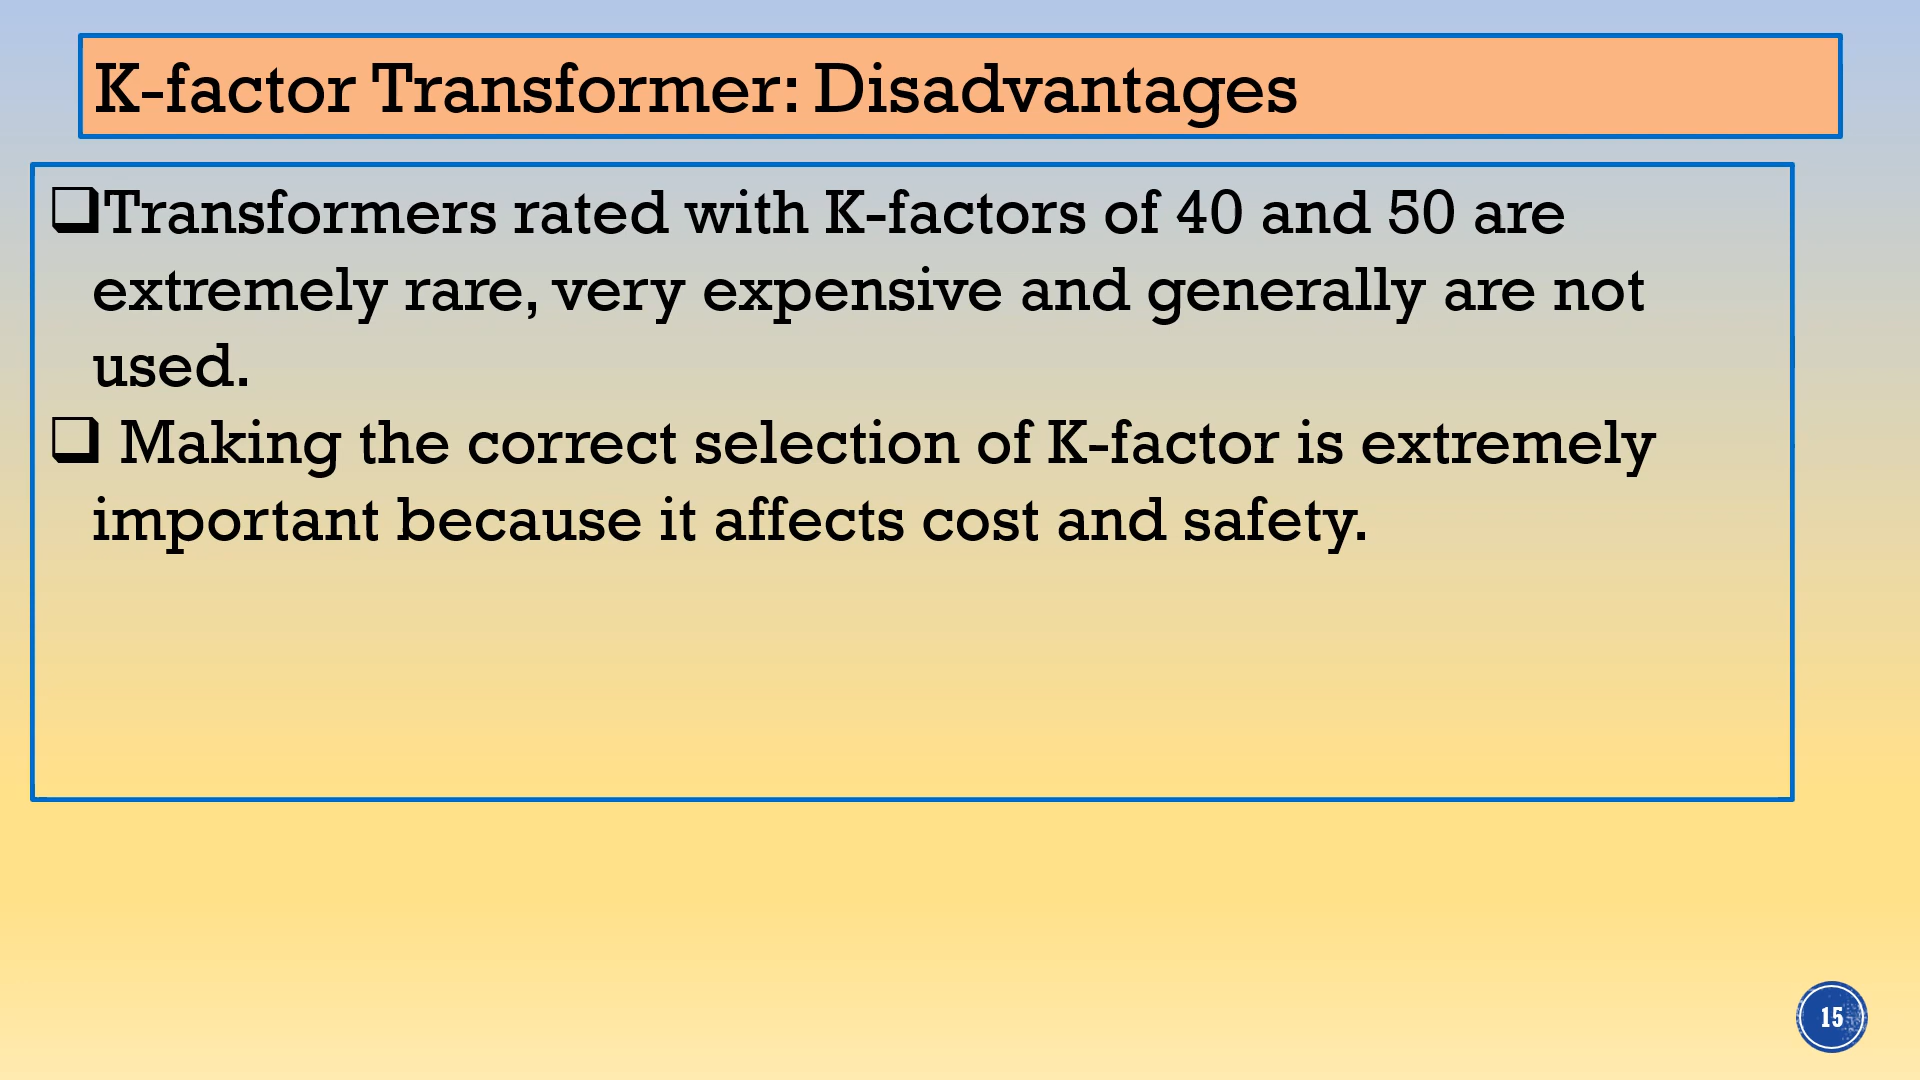 K-factor Transformer: Disadvantages
❑Transformers rated with K-factors of 40 and 50 are
extremely rare, very expensive and generally are not
used.
❑ Making the correct selection of K-factor is extremely
important because it affects cost and safety.
15